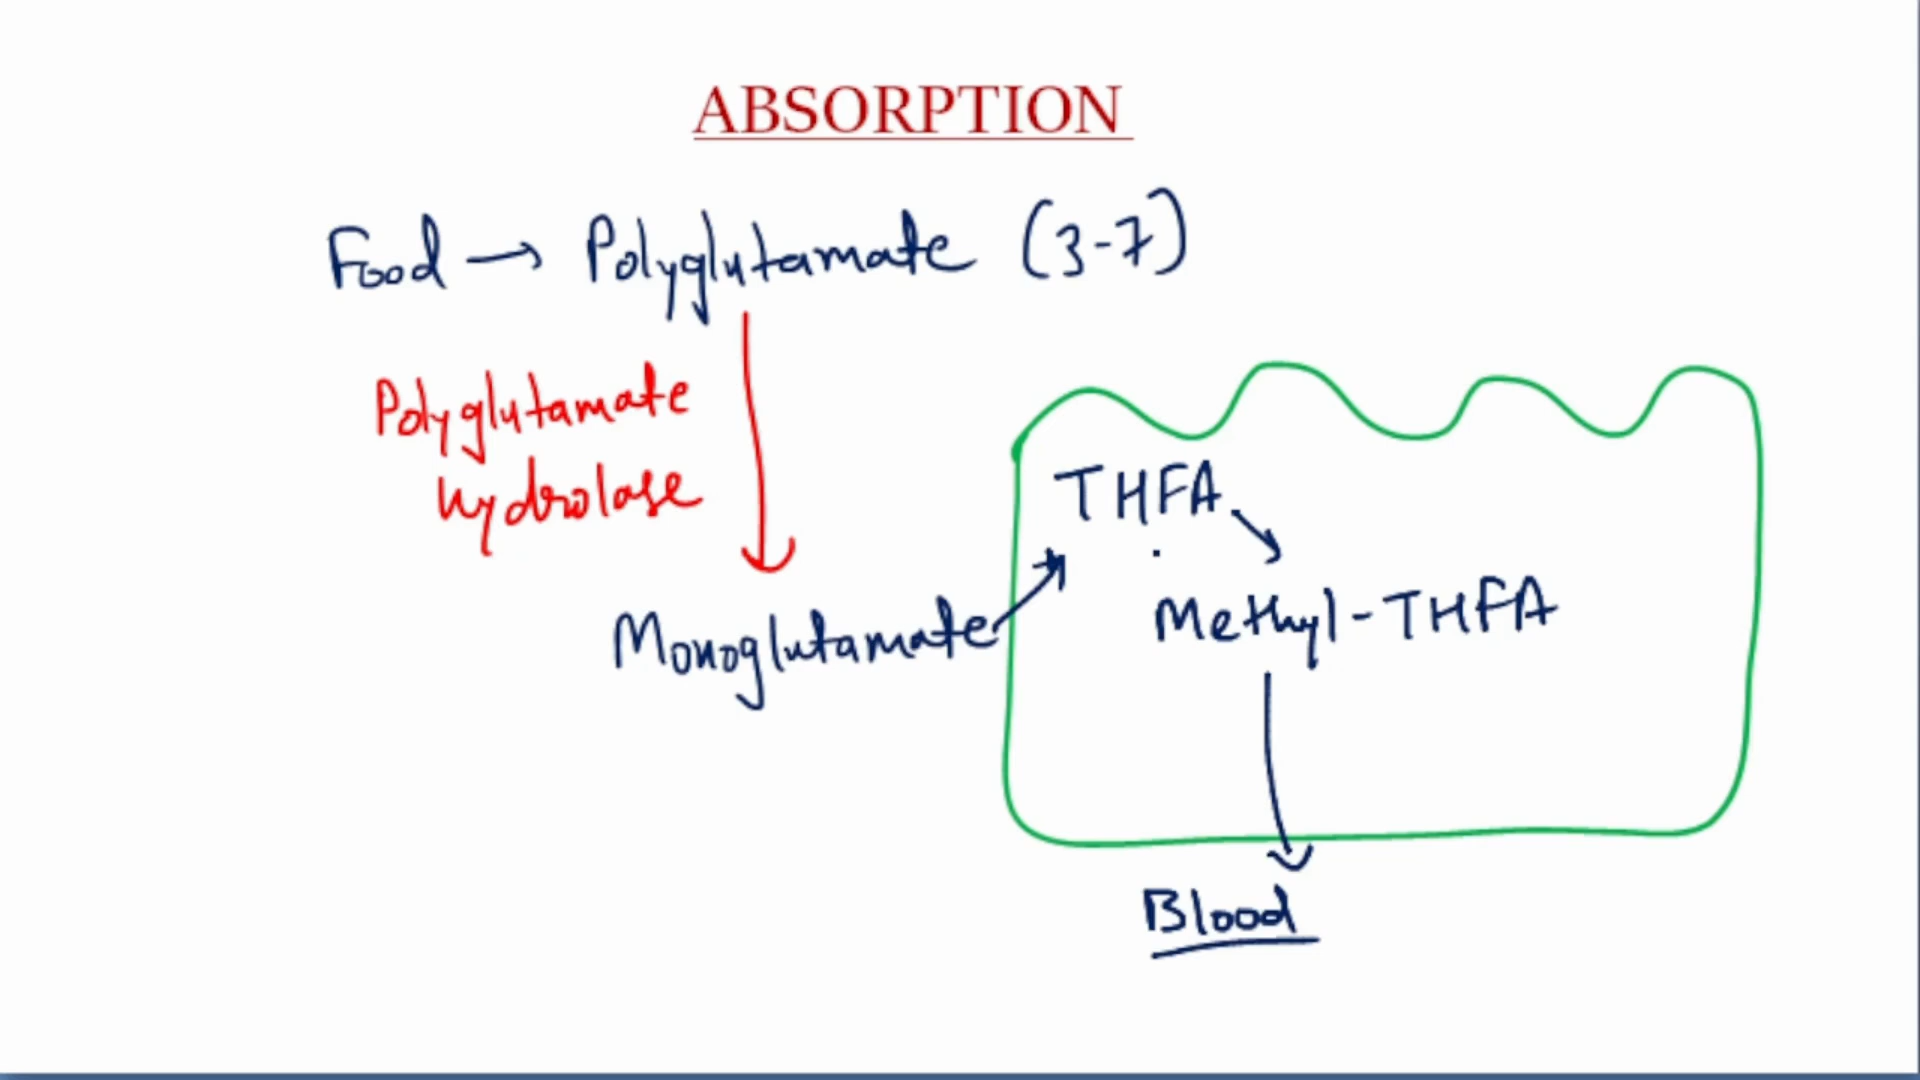 ABSORPTION
Food → Polyglutamate (3-7)
Polyglutamate
hydrolase
THFA
Methyl-THFA
Monoglutamate
Blood